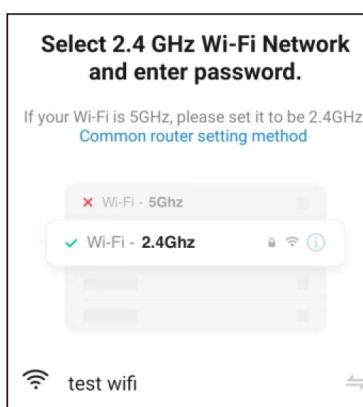 Select 2.4 GHz Wi-Fi Network
and enter password.
If your Wi-Fi is 5GHz, please set it to be 2.4GHz
Common router setting method
Wi-Fi - 5Ghz
Wi-Fi - 2.4Ghz
test wifi